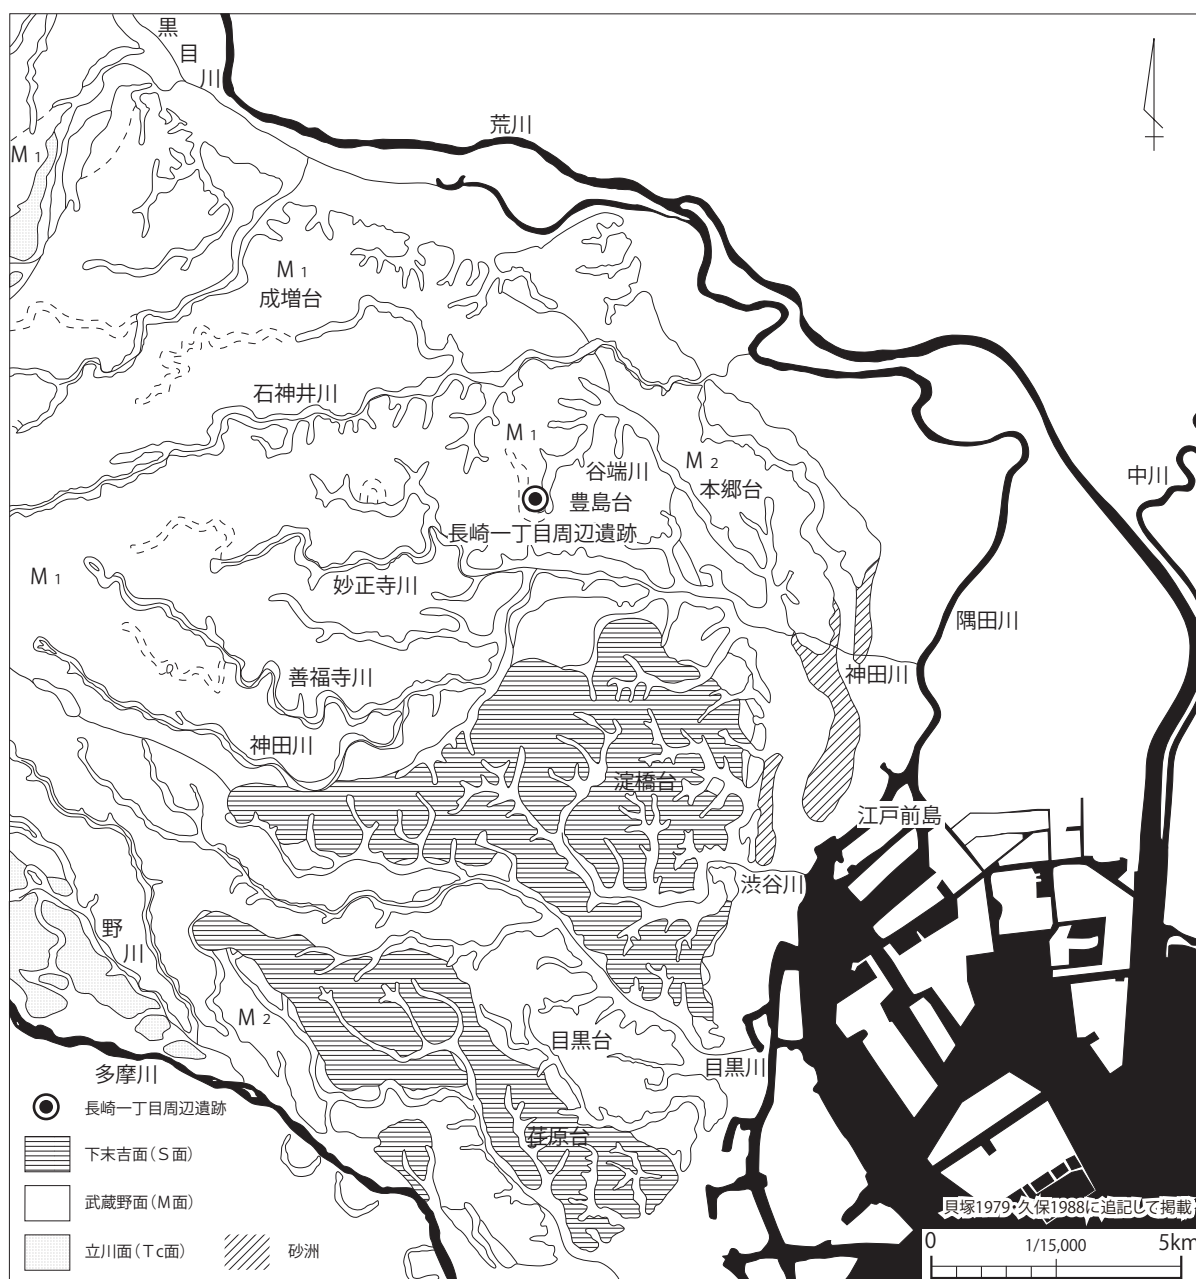 黒目川
荒川
M1
M1
成増台
石神井川
M1
谷端川
豊島台
長崎一丁目周辺遺跡
M2
本郷台
中川
M1
妙正寺川
隅田川
善福寺川
神田川
神田川
淀橋台
江戸前島
渋谷川
野川
M2
目黒台
目黒川
多摩川
荏原台
長崎一丁目周辺遺跡
下末吉面（S面）
武蔵野面（M面）
立川面（Tc面）
砂洲
貝塚1979・久保1988に追記して掲載
0
1/15,000
5km